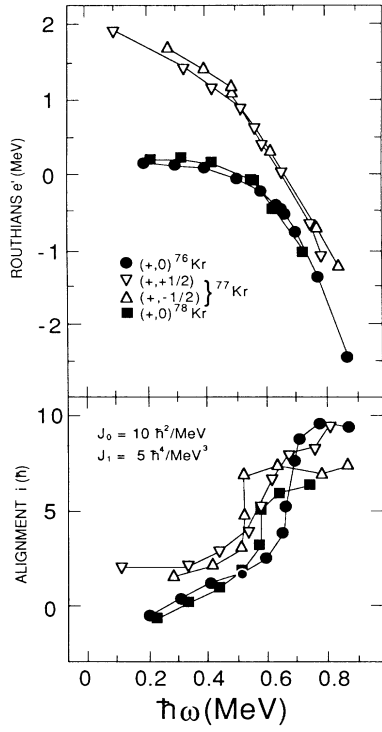 2
1
0
-1
-2
ROUTHIANS e' (MeV)
(+,0) ⁷⁶Kr
(+,+1/2)
(+,-1/2) } ⁷⁷Kr
(+,0) ⁷⁸Kr
10
5
0
ALIGNMENT i (ħ)
J₀ = 10 ħ²/MeV
J₁ = 5 ħ⁴/MeV³
0 0.2 0.4 0.6 0.8 1
ħω (MeV)